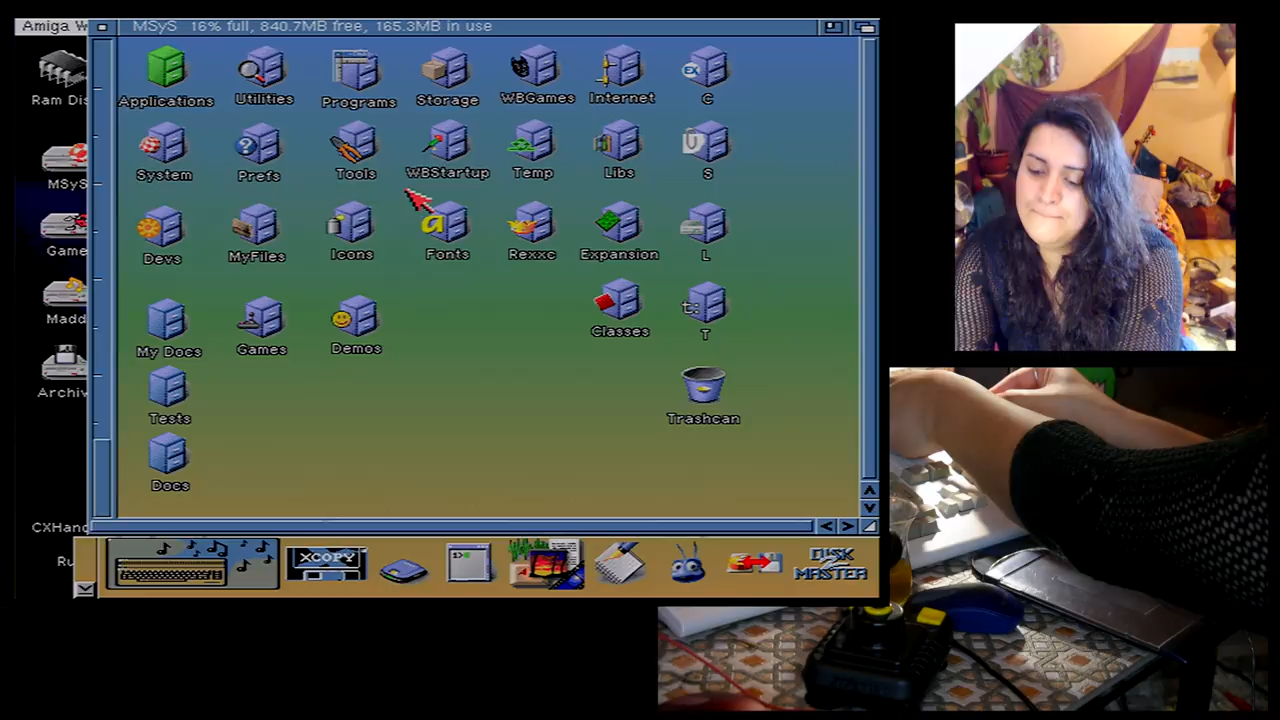 Amiga W
MSyS 16% full, 840.7MB free, 165.3MB in use
Ram Dis
MSyS
Game
Madd
Archiv
CXHand
Ru
Applications Utilities Programs Storage WBGames Internet C
System Prefs Tools WBStartup Temp Libs S
Devs MyFiles Icons Fonts Rexxc Expansion L
My Docs Games Demos Classes T
Tests Trashcan
Docs
XCOPY
DISK
MASTER